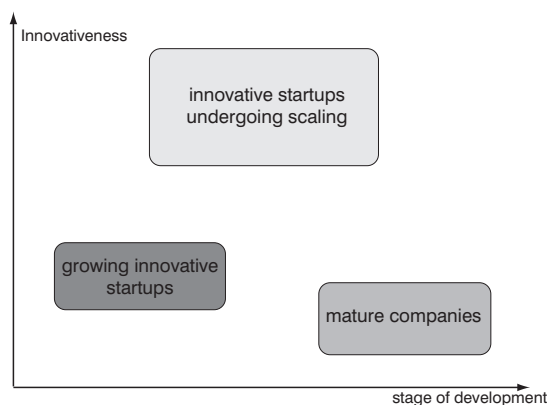 Innovativeness
innovative startups
undergoing scaling
growing innovative
startups
mature companies
stage of development